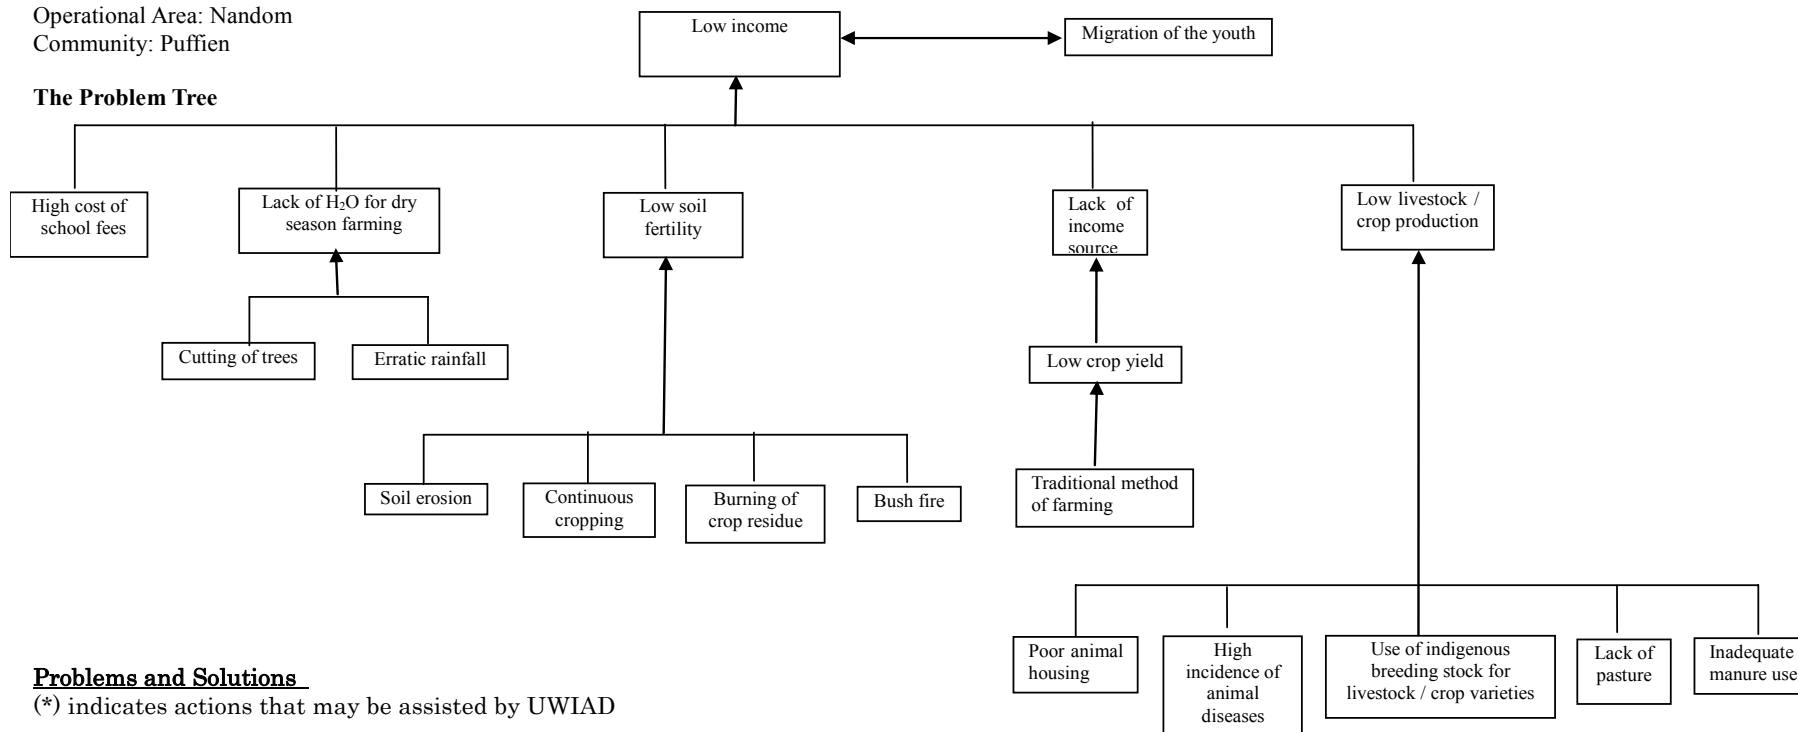 Operational Area: Nandom
Community: Puffien
Low income
Migration of the youth
The Problem Tree
High cost of
school fees
Lack of H₂O for dry
season farming
Low soil
fertility
Lack of
income
source
Low livestock /
crop production
Cutting of trees
Erratic rainfall
Low crop yield
Soil erosion
Continuous
cropping
Burning of
crop residue
Bush fire
Traditional method
of farming
Poor animal
housing
High
incidence of
animal
diseases
Use of indigenous
breeding stock for
livestock / crop varieties
Lack of
pasture
Inadequate
manure use
Problems and Solutions
(*) indicates actions that may be assisted by UWIAD